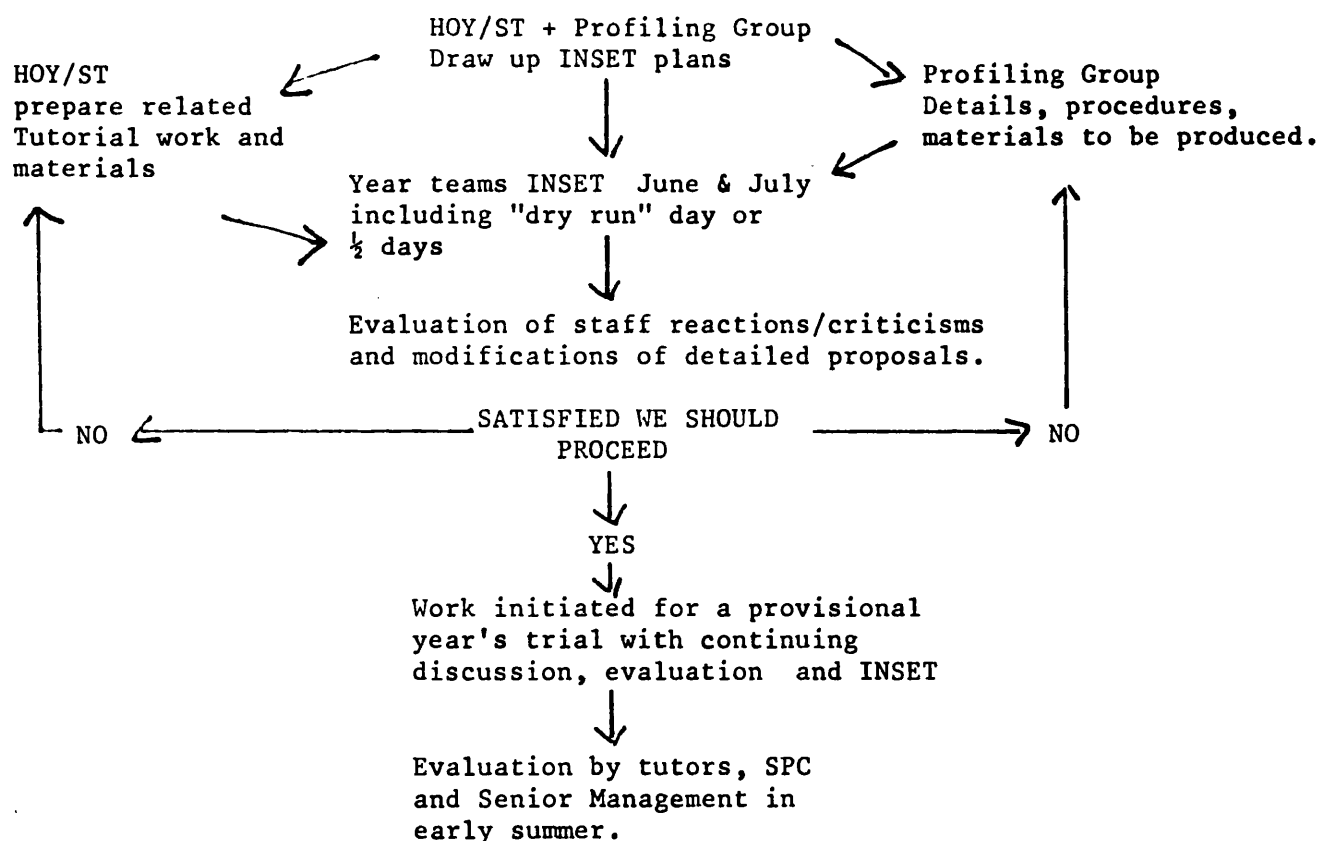 HOY/ST + Profiling Group
Draw up INSET plans
HOY/ST
prepare related
Tutorial work and
materials
Profiling Group
Details, procedures,
materials to be produced.
Year teams INSET June & July
including "dry run" day or
½ days
Evaluation of staff reactions/criticisms
and modifications of detailed proposals.
SATISFIED WE SHOULD
PROCEED
NO
NO
YES
Work initiated for a provisional
year's trial with continuing
discussion, evaluation and INSET
Evaluation by tutors, SPC
and Senior Management in
early summer.